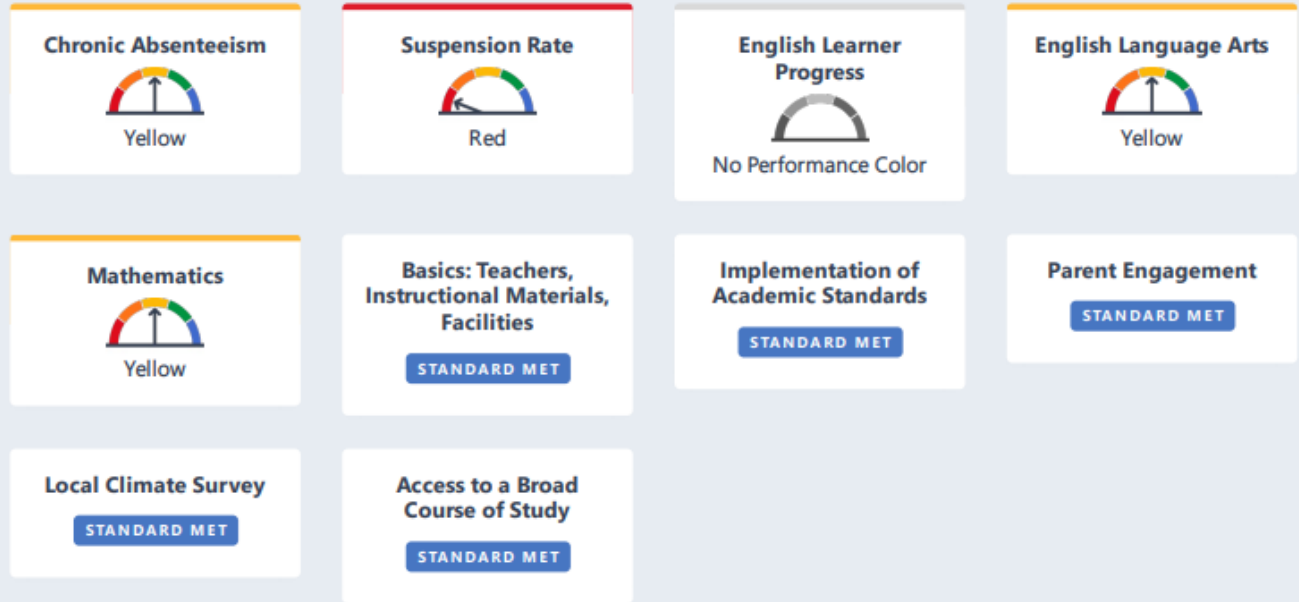 Chronic Absenteeism
Yellow
Suspension Rate
Red
English Learner
Progress
No Performance Color
English Language Arts
Yellow
Mathematics
Yellow
Basics: Teachers,
Instructional Materials,
Facilities
STANDARD MET
Implementation of
Academic Standards
STANDARD MET
Parent Engagement
STANDARD MET
Local Climate Survey
STANDARD MET
Access to a Broad
Course of Study
STANDARD MET